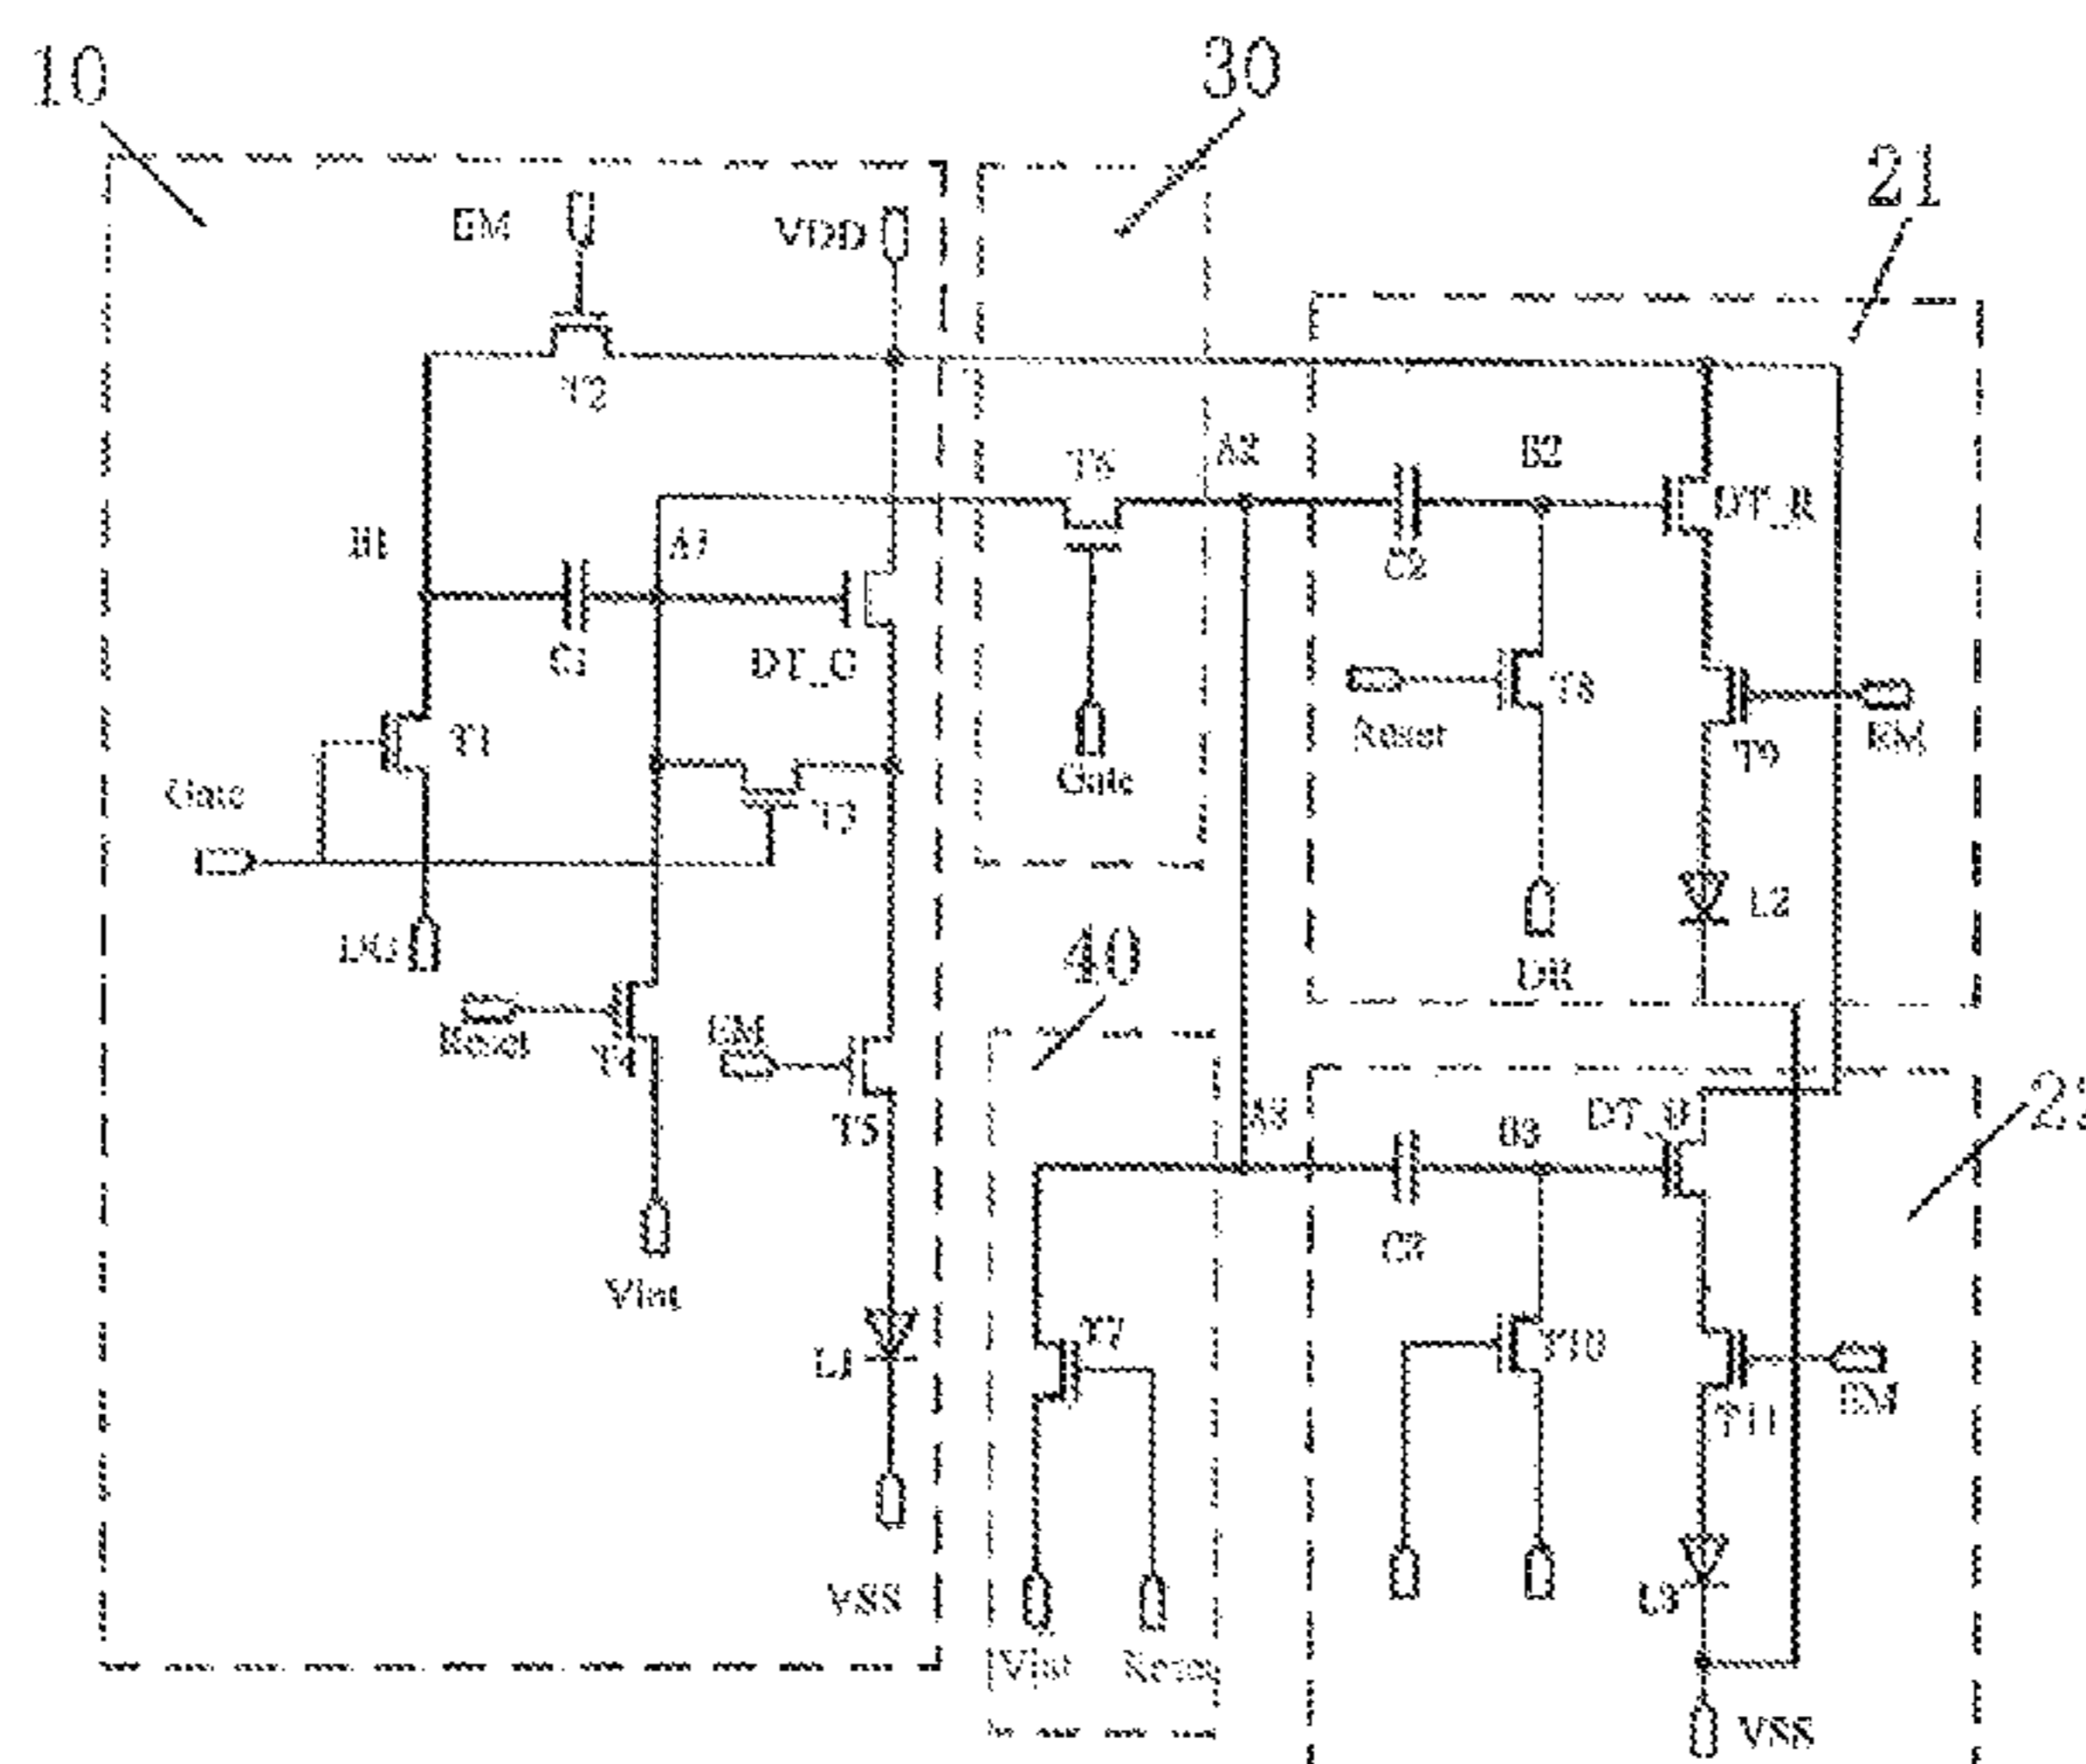 10
30
21
EM
VDD
T2
A2
B2
T6
DT_R
B1
A1
C2
C1
DT_G
T1
T8
Reset
EM
T9
Gate
T3
Gate
L2
DG
40
DR
Reset
T4
EM
T5
A3
B3
C3
Vint
T7
T10
L1
EM
T11
VSS
L3
Vint
Reset
VSS